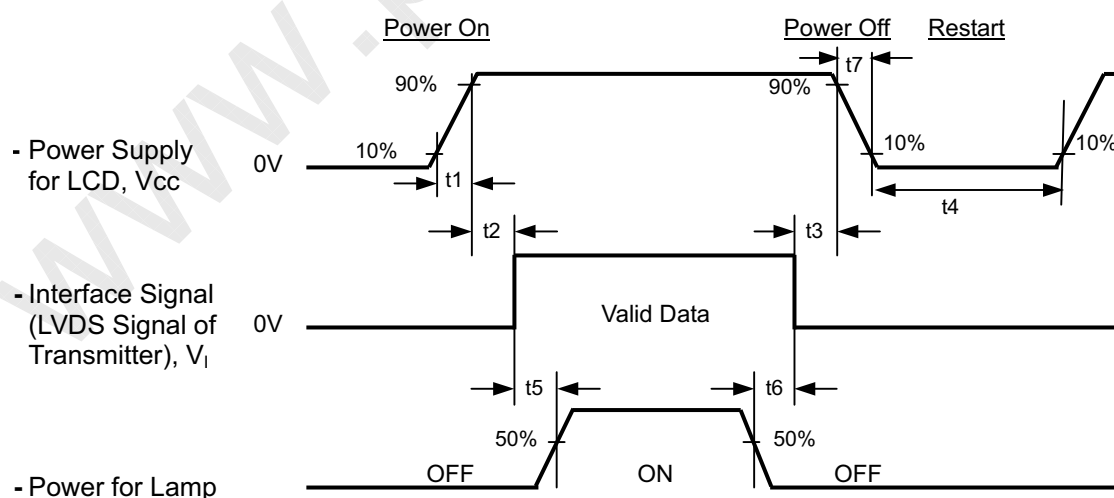 Power On
Power Off
Restart
t7
90%
90%
10%
10%
10%
- Power Supply
for LCD, Vcc
0V
t1
t4
t2
t3
- Interface Signal
(LVDS Signal of
Transmitter), VI
0V
Valid Data
t5
t6
50%
50%
- Power for Lamp
OFF
ON
OFF
www.p